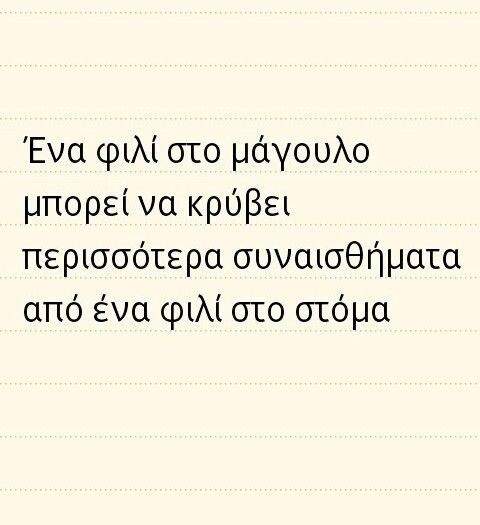 Ένα φιλί στο μάγουλο
μπορεί να κρύβει
περισσότερα συναισθήματα
από ένα φιλί στο στόμα